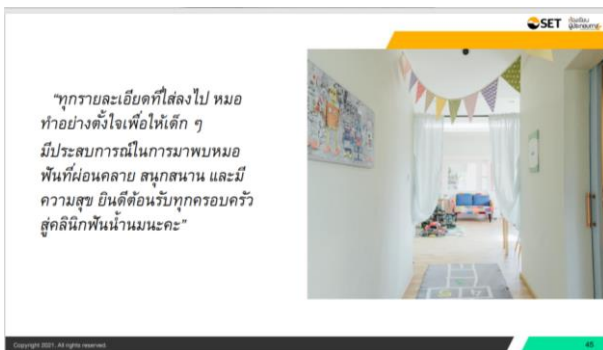 SET
"ทุกรายละเอียดที่ใส่ลงไป หมอ
ทำอย่างตั้งใจเพื่อให้เด็ก ๆ
มีประสบการณ์ในการมาพบหมอ
ฟันที่ผ่อนคลาย สนุกสนาน และมี
ความสุข ยินดีต้อนรับทุกครอบครัว
สู่คลินิกฟันน้ำนมนะคะ"
Copyright 2021. All rights reserved.
45